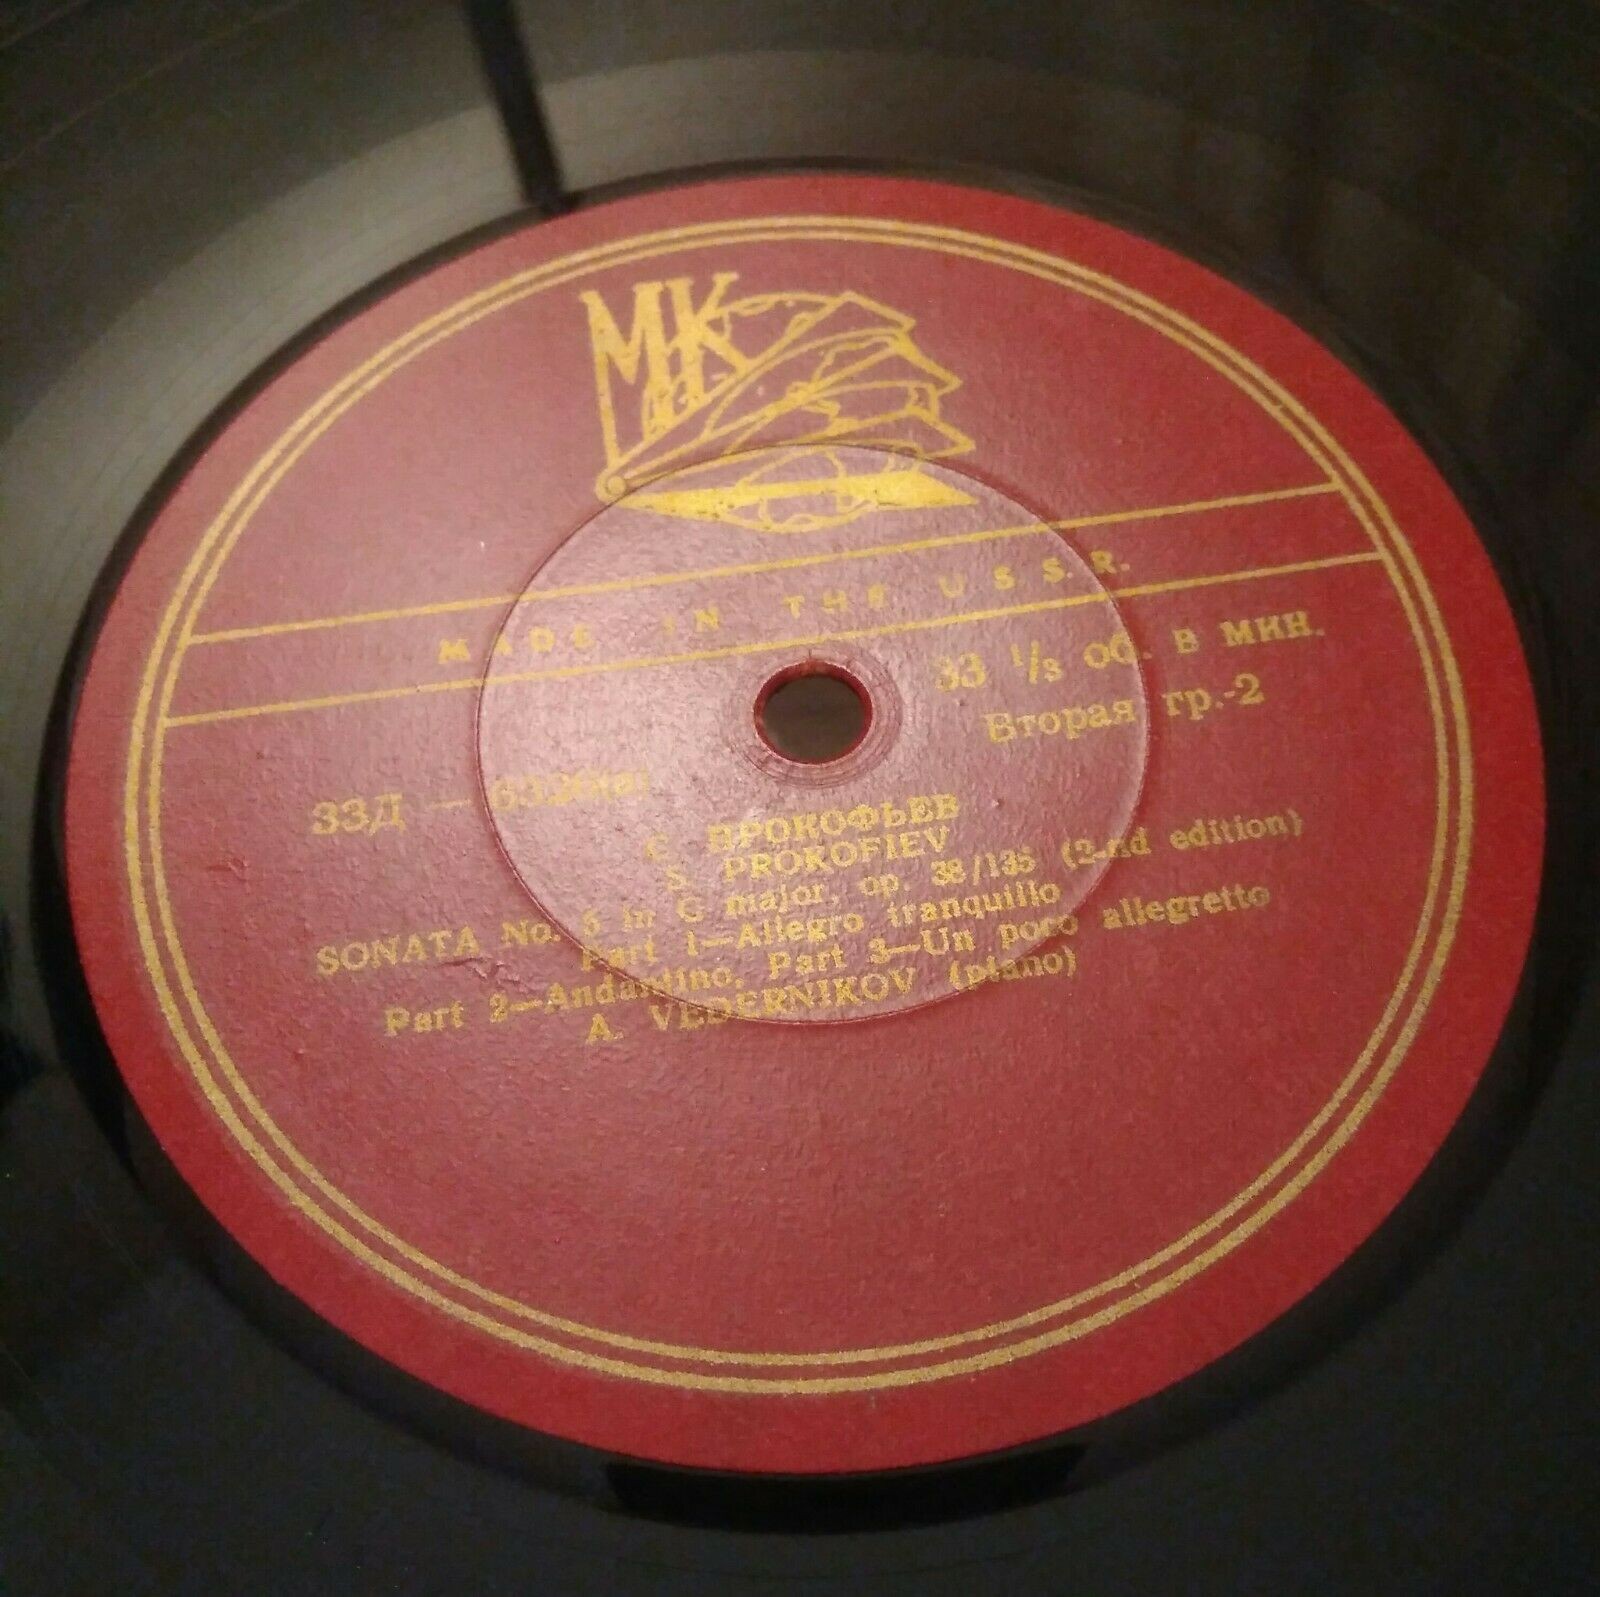 МК
MADE IN THE U.S.S.R.
33 1/3 об. в мин.
Вторая гр.-2
33Д —
С. ПРОКОФЬЕВ
S. PROKOFIEV
SONATA No. 5 in C major, op. 38/135 (2-nd edition)
Part 1—Allegro tranquillo
Part 2—Andantino, Part 3—Un poco allegretto
A. VEDERNIKOV (piano)